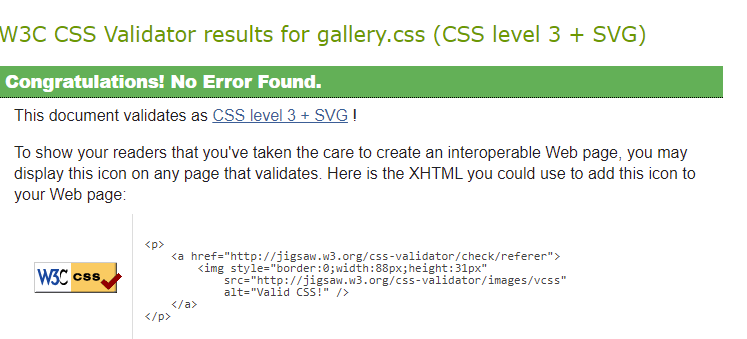 W3C CSS Validator results for gallery.css (CSS level 3 + SVG)
Congratulations! No Error Found.
This document validates as CSS level 3 + SVG !
To show your readers that you've taken the care to create an interoperable Web page, you may
display this icon on any page that validates. Here is the XHTML you could use to add this icon to
your Web page:
W3C css
<p>
    <a href="http://jigsaw.w3.org/css-validator/check/referer">
        <img style="border:0;width:88px;height:31px"
            src="http://jigsaw.w3.org/css-validator/images/vcss"
            alt="Valid CSS!" />
    </a>
</p>